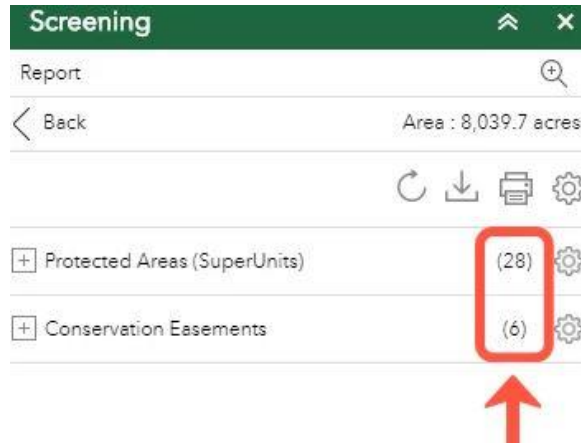 Screening
Report
Back Area : 8,039.7 acres
Protected Areas (SuperUnits) (28)
Conservation Easements (6)